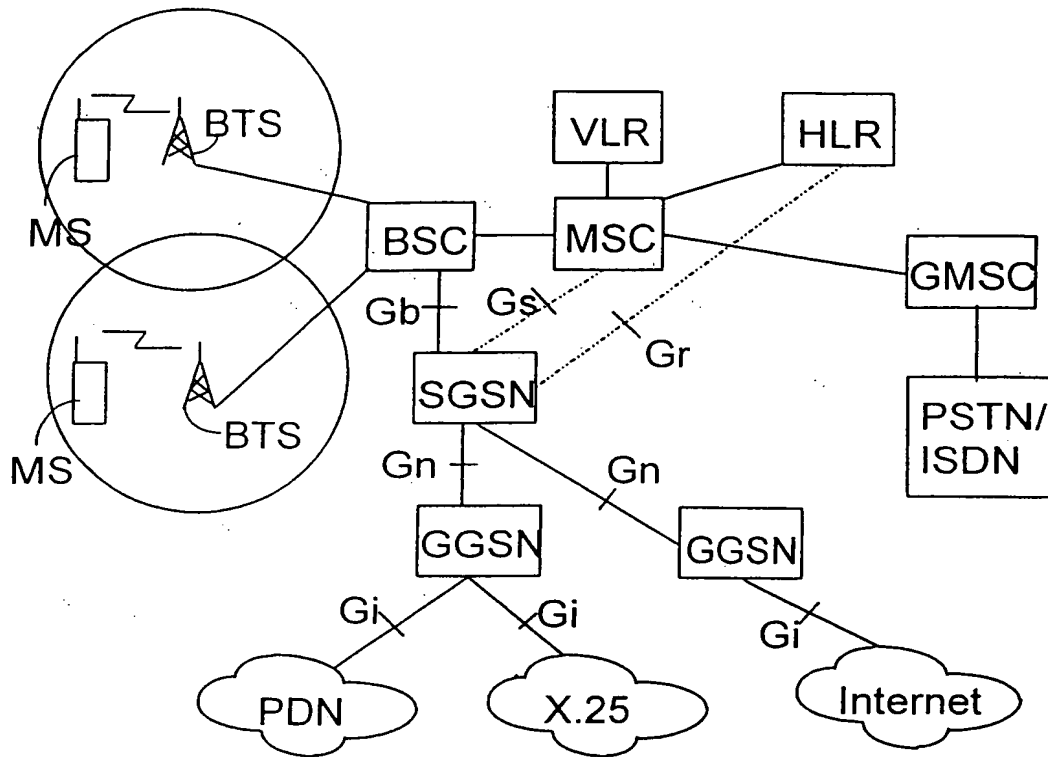 BTS
MS
VLR
HLR
BSC
MSC
GMSC
Gb
Gs
Gr
BTS
MS
SGSN
PSTN/
ISDN
Gn
Gn
GGSN
GGSN
Gi
Gi
Gi
PDN
X.25
Internet